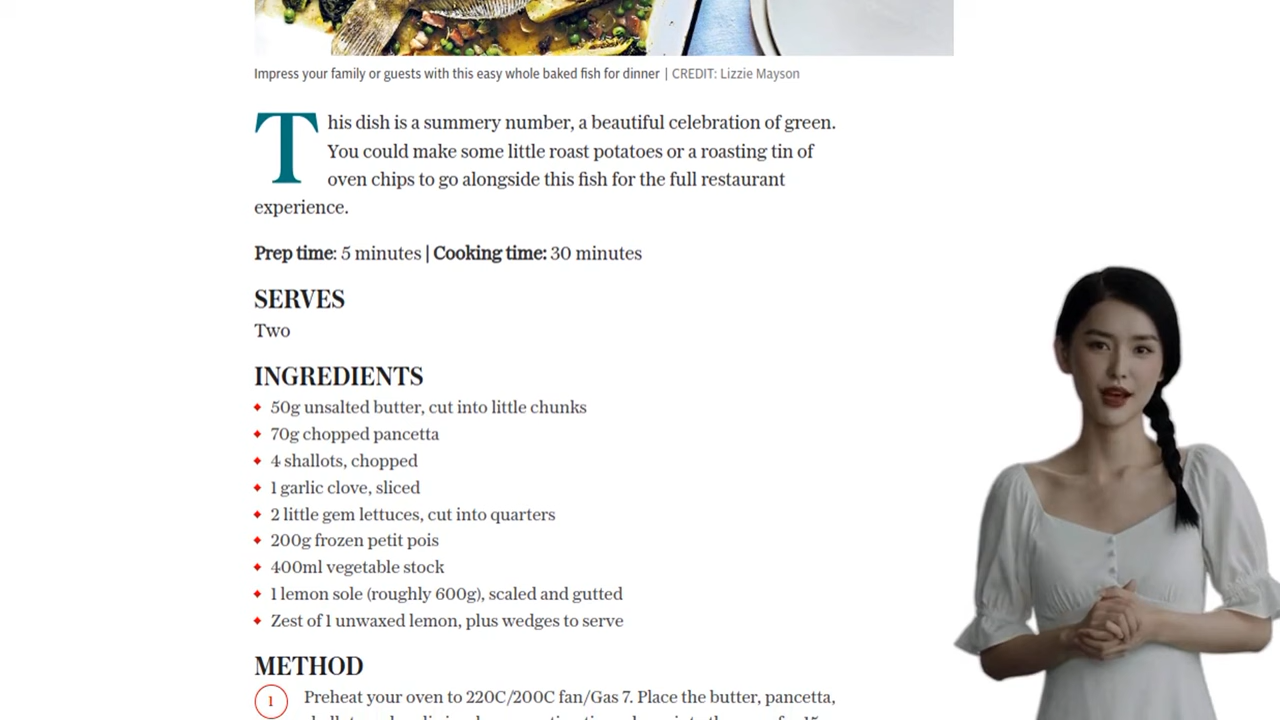 Impress your family or guests with this easy whole baked fish for dinner | CREDIT: Lizzie Mayson
This dish is a summery number, a beautiful celebration of green.
You could make some little roast potatoes or a roasting tin of
oven chips to go alongside this fish for the full restaurant
experience.
Prep time: 5 minutes | Cooking time: 30 minutes
SERVES
Two
INGREDIENTS
50g unsalted butter, cut into little chunks
70g chopped pancetta
4 shallots, chopped
1 garlic clove, sliced
2 little gem lettuces, cut into quarters
200g frozen petit pois
400ml vegetable stock
1 lemon sole (roughly 600g), scaled and gutted
Zest of 1 unwaxed lemon, plus wedges to serve
METHOD
1 Preheat your oven to 220C/200C fan/Gas 7. Place the butter, pancetta,